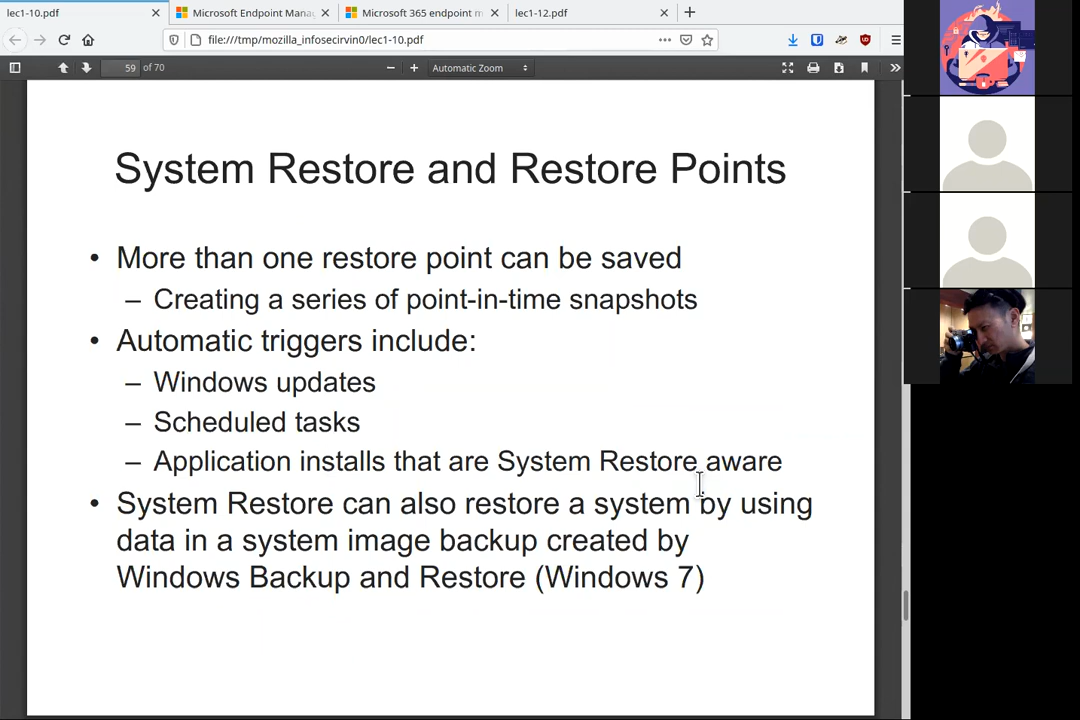 lec1-10.pdf
Microsoft Endpoint Mana
Microsoft 365 endpoint m
lec1-12.pdf
file:///tmp/mozilla_infosecirvin0/lec1-10.pdf
59 of 70
Automatic Zoom
System Restore and Restore Points
• More than one restore point can be saved
– Creating a series of point-in-time snapshots
• Automatic triggers include:
– Windows updates
– Scheduled tasks
– Application installs that are System Restore aware
• System Restore can also restore a system by using
data in a system image backup created by
Windows Backup and Restore (Windows 7)